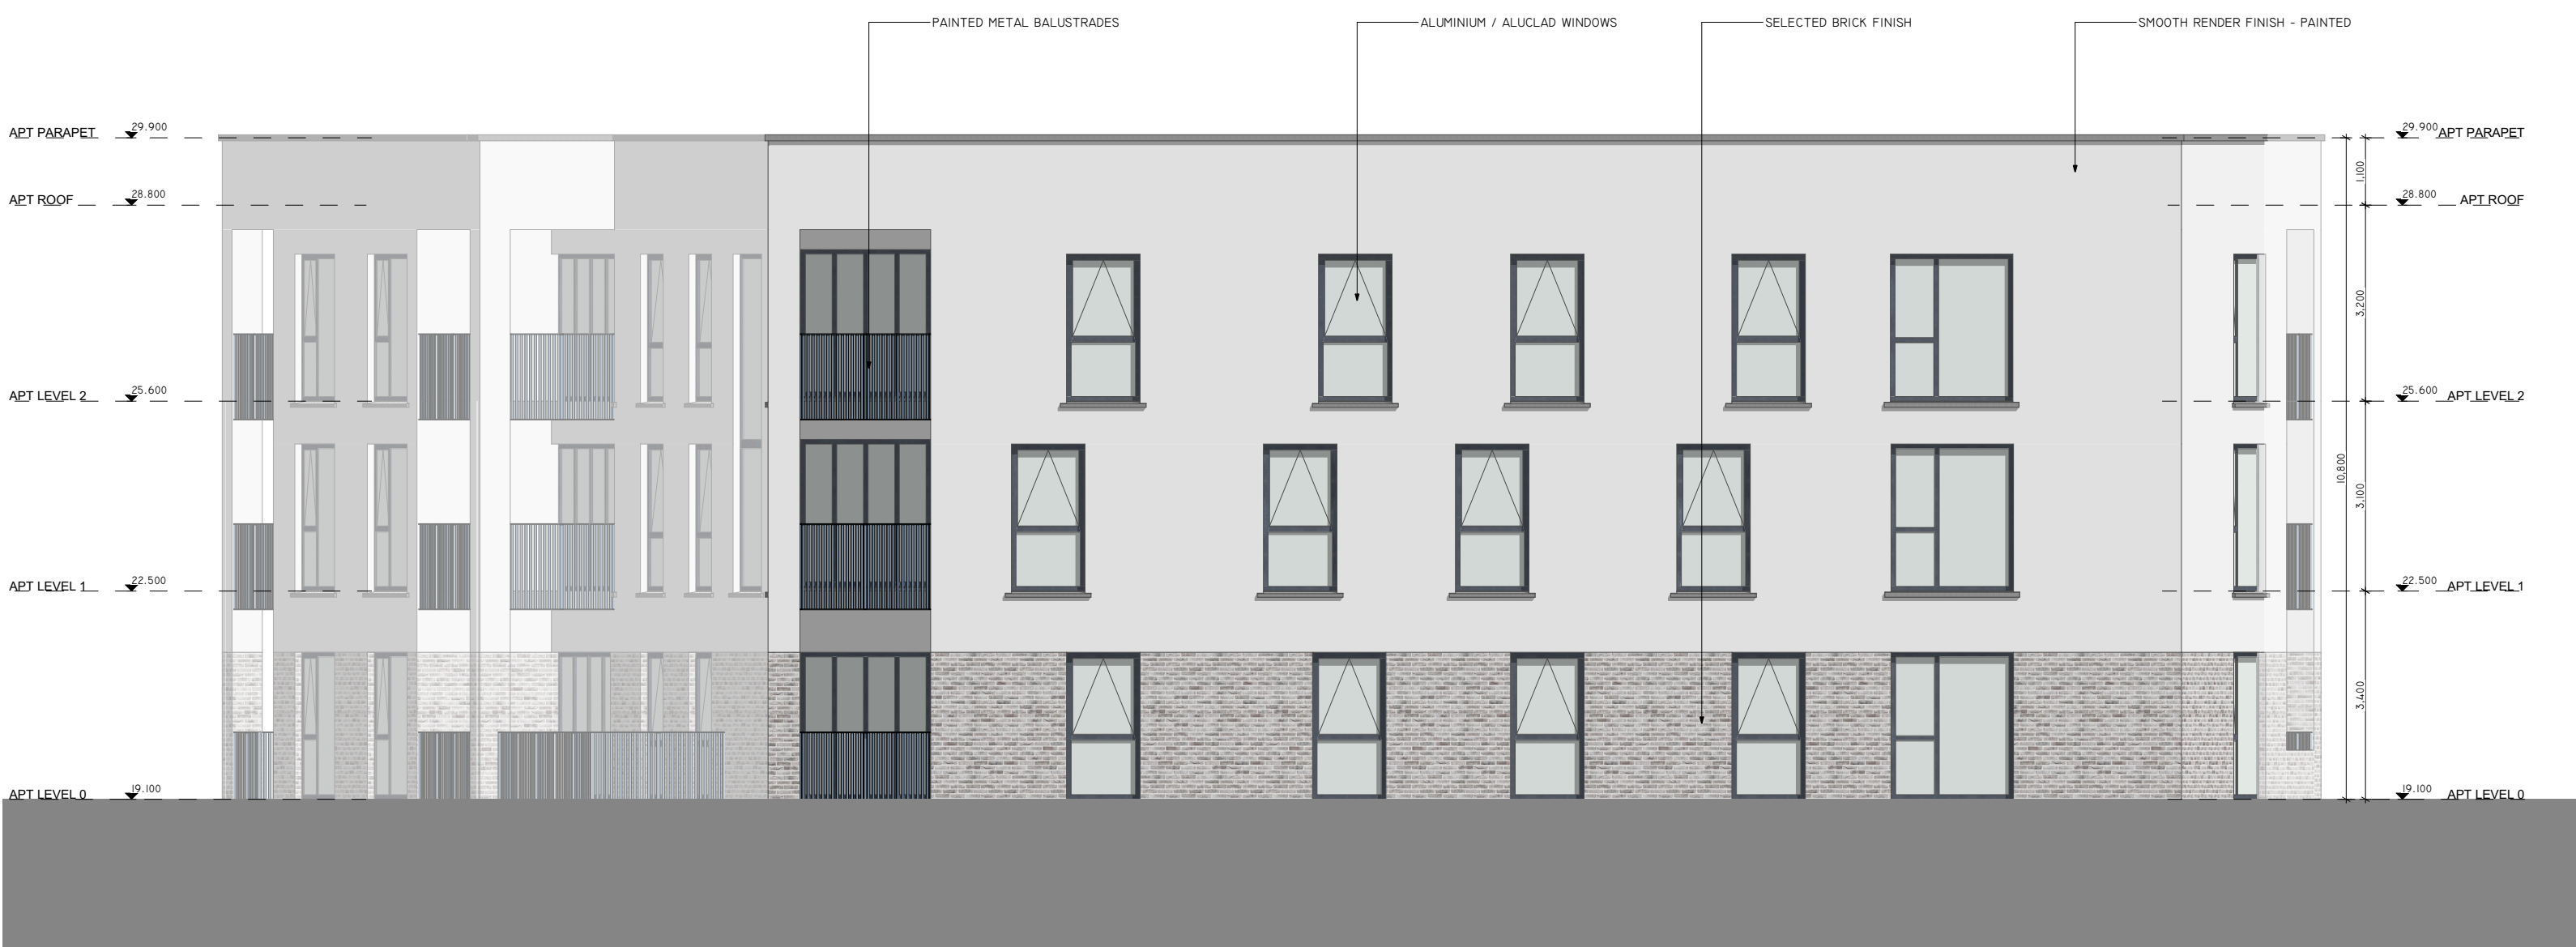 PAINTED METAL BALUSTRADES
ALUMINIUM / ALUCLAD WINDOWS
SELECTED BRICK FINISH
SMOOTH RENDER FINISH - PAINTED
APT PARAPET 29.900
29.900 APT PARAPET
1,100
APT ROOF 28.800
28.800 APT ROOF
3,200
APT LEVEL 2 25.600
25.600 APT LEVEL 2
10,800
3,100
APT LEVEL 1 22.500
22.500 APT LEVEL 1
3,400
APT LEVEL 0 19.100
19.100 APT LEVEL 0